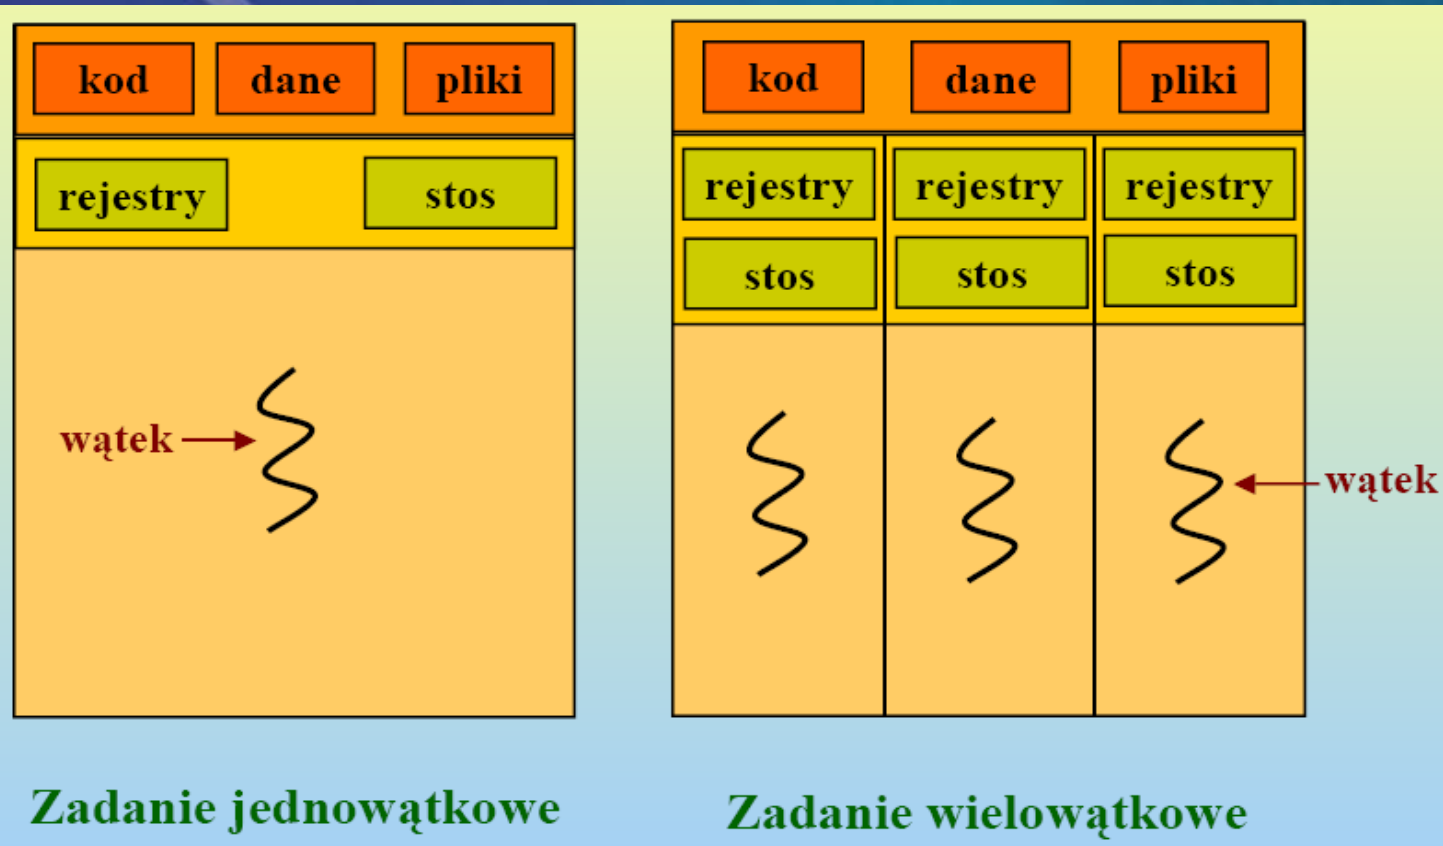 kod dane pliki
rejestry stos
wątek
Zadanie jednowątkowe
kod dane pliki
rejestry rejestry rejestry
stos stos stos
wątek
Zadanie wielowątkowe